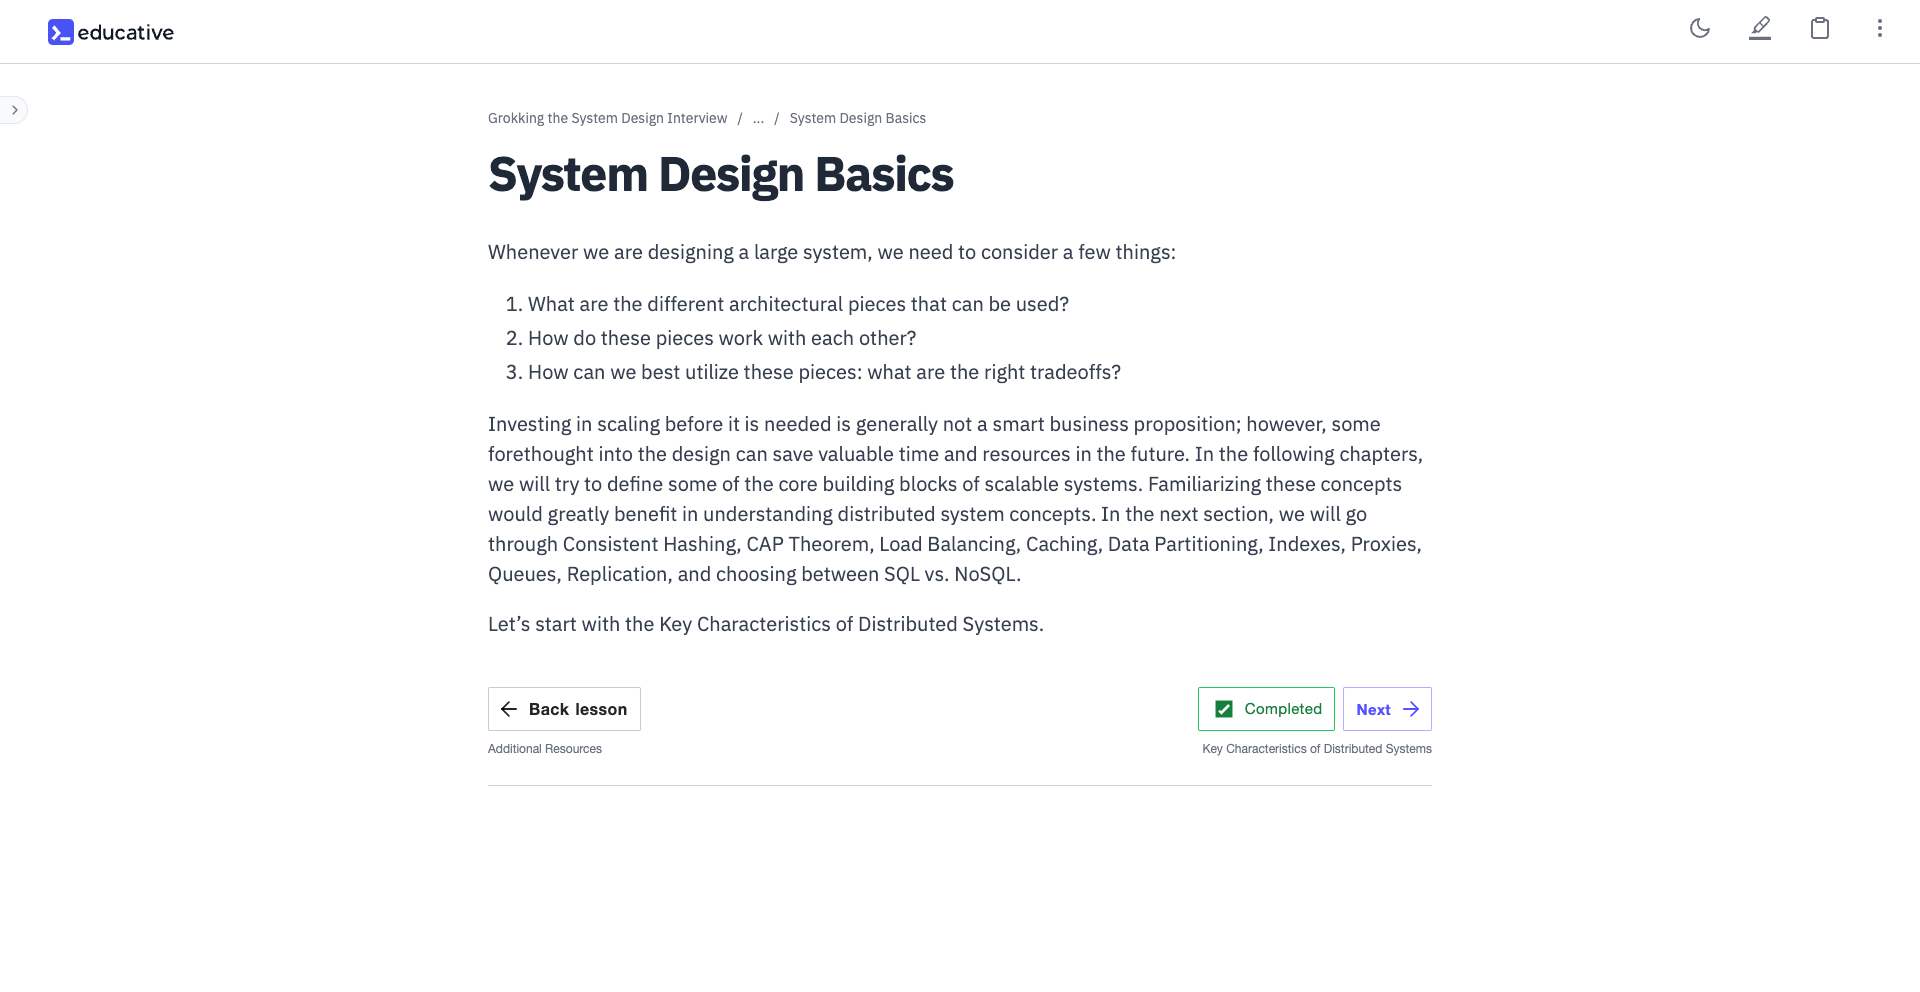 educative
Grokking the System Design Interview / ... / System Design Basics
System Design Basics
Whenever we are designing a large system, we need to consider a few things:
1. What are the different architectural pieces that can be used?
2. How do these pieces work with each other?
3. How can we best utilize these pieces: what are the right tradeoffs?
Investing in scaling before it is needed is generally not a smart business proposition; however, some
forethought into the design can save valuable time and resources in the future. In the following chapters,
we will try to define some of the core building blocks of scalable systems. Familiarizing these concepts
would greatly benefit in understanding distributed system concepts. In the next section, we will go
through Consistent Hashing, CAP Theorem, Load Balancing, Caching, Data Partitioning, Indexes, Proxies,
Queues, Replication, and choosing between SQL vs. NoSQL.
Let’s start with the Key Characteristics of Distributed Systems.
Back lesson
Completed
Next
Additional Resources
Key Characteristics of Distributed Systems